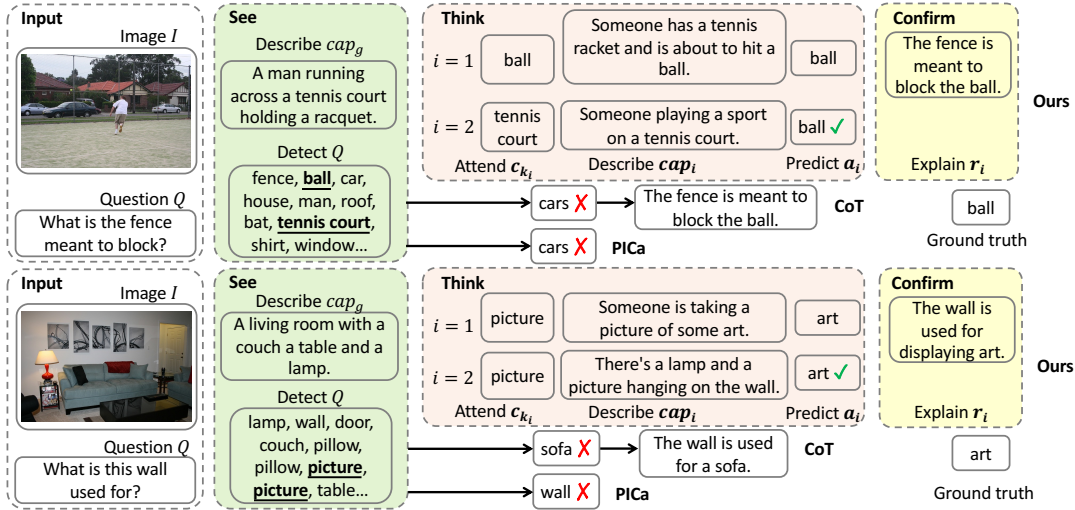 Input
Image I
Question Q
What is the fence
meant to block?
See
Describe cap_g
A man running
across a tennis court
holding a racquet.
Detect Q
fence, ball, car,
house, man, roof,
bat, tennis court,
shirt, window...
Think
i = 1
ball
Someone has a tennis
racket and is about to hit a
ball.
ball
i = 2
tennis
court
Someone playing a sport
on a tennis court.
ball ✓
Attend c_{k_i}
Describe cap_i
Predict a_i
Confirm
The fence is
meant to
block the ball.
Explain r_i
Ours
cars ✗
The fence is meant to
block the ball.
CoT
cars ✗
PICa
ball
Ground truth
Input
Image I
Question Q
What is this wall
used for?
See
Describe cap_g
A living room with a
couch a table and a
lamp.
Detect Q
lamp, wall, door,
couch, pillow,
pillow, picture,
picture, table...
Think
i = 1
picture
Someone is taking a
picture of some art.
art
i = 2
picture
There's a lamp and a
picture hanging on the wall.
art ✓
Attend c_{k_i}
Describe cap_i
Predict a_i
Confirm
The wall is
used for
displaying art.
Explain r_i
Ours
sofa ✗
The wall is used
for a sofa.
CoT
wall ✗
PICa
art
Ground truth